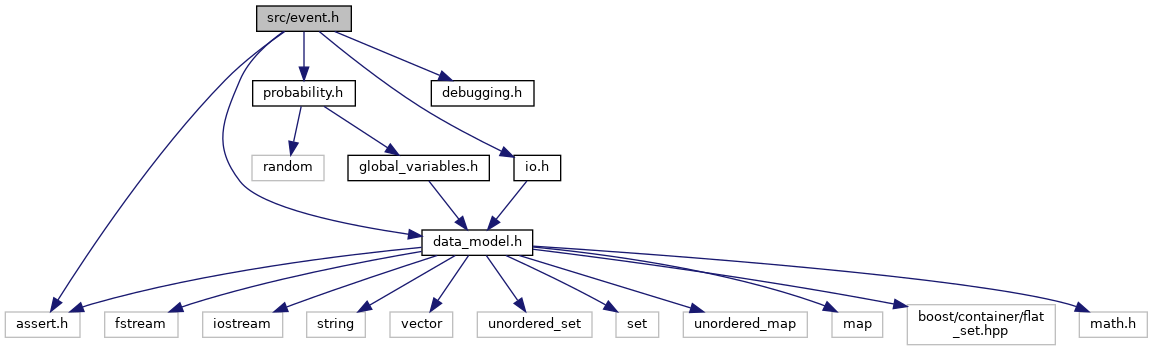 src/event.h
probability.h
debugging.h
random
global_variables.h
io.h
data_model.h
assert.h
fstream
iostream
string
vector
unordered_set
set
unordered_map
map
boost/container/flat
_set.hpp
math.h